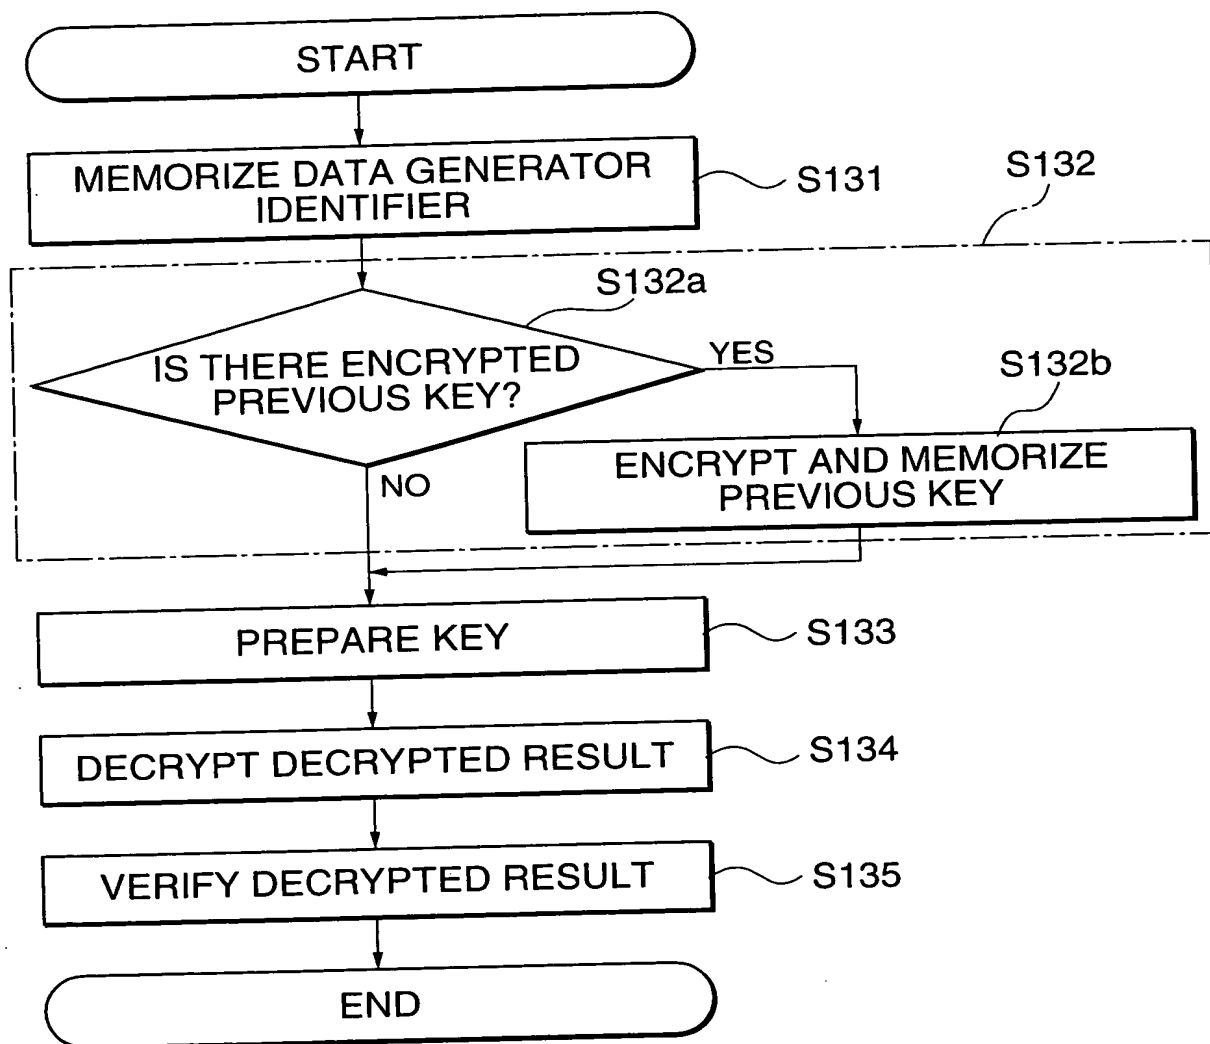 START
MEMORIZE DATA GENERATOR
IDENTIFIER
S131
S132
S132a
IS THERE ENCRYPTED
PREVIOUS KEY?
YES
NO
S132b
ENCRYPT AND MEMORIZE
PREVIOUS KEY
PREPARE KEY
S133
DECRYPT DECRYPTED RESULT
S134
VERIFY DECRYPTED RESULT
S135
END